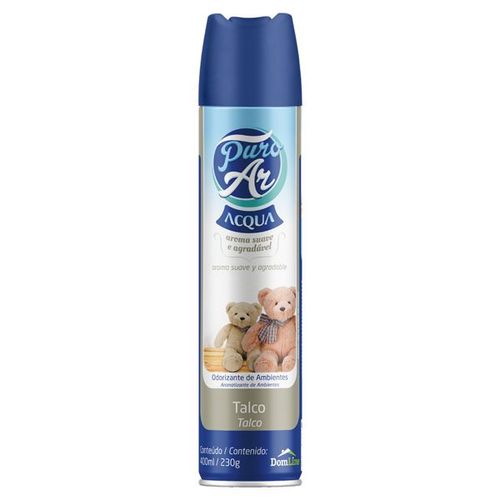 Puro
Ar
ACQUA
aroma suave
e agradável
aroma suave y agradable
Odorizante de Ambientes
Aromatizante de Ambientes
Talco
Talco
Conteúdo / Contenido:
400ml / 230g
DomLine